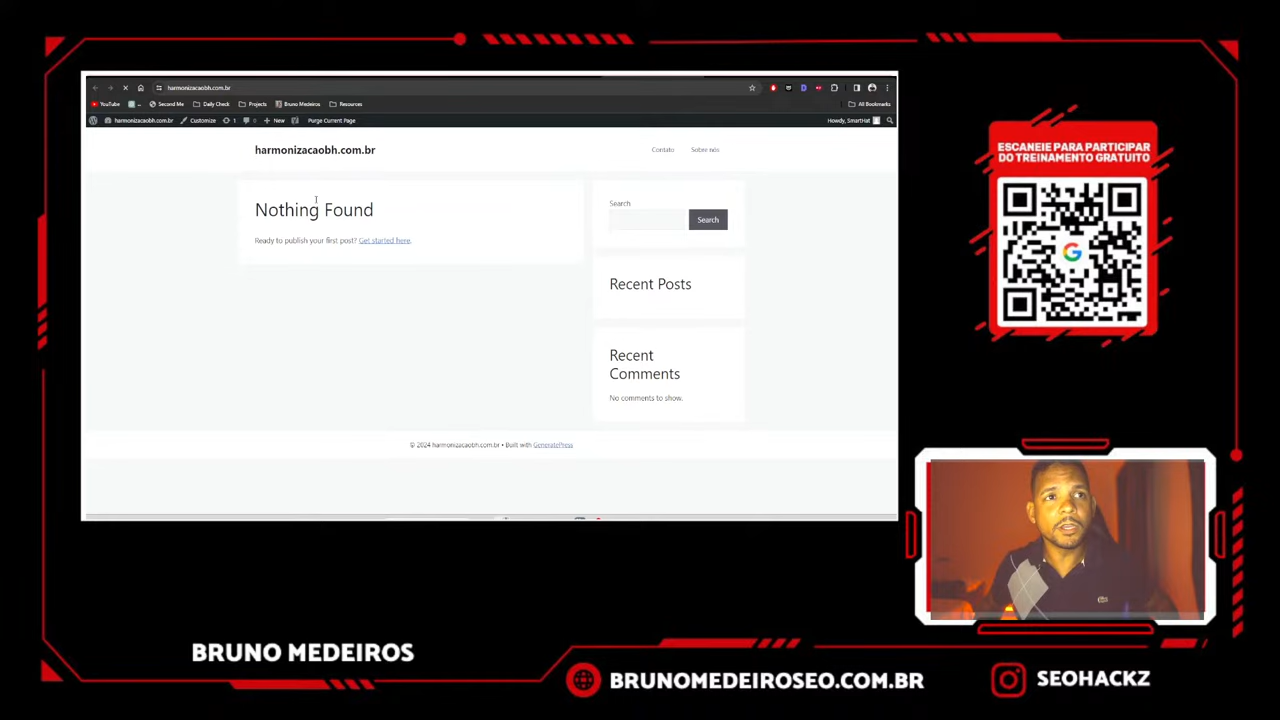 harmonizacaobh.com.br
YouTube
Second Me
Daily Check
Projects
Bruno Medeiros
Resources
All Bookmarks
harmonizacaobh.com.br
Customize
1
0
New
Purge Current Page
Howdy, SmartHat
harmonizacaobh.com.br
Contato
Sobre nós
Nothing Found
Ready to publish your first post? Get started here.
Search
Search
Recent Posts
Recent
Comments
No comments to show.
© 2024 harmonizacaobh.com.br • Built with GeneratePress
ESCANEIE PARA PARTICIPAR
DO TREINAMENTO GRATUITO
BRUNO MEDEIROS
BRUNOMEDEIROSEO.COM.BR
SEOHACKZ